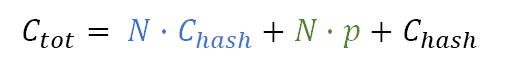 C_tot = N · C_hash + N · p + C_hash